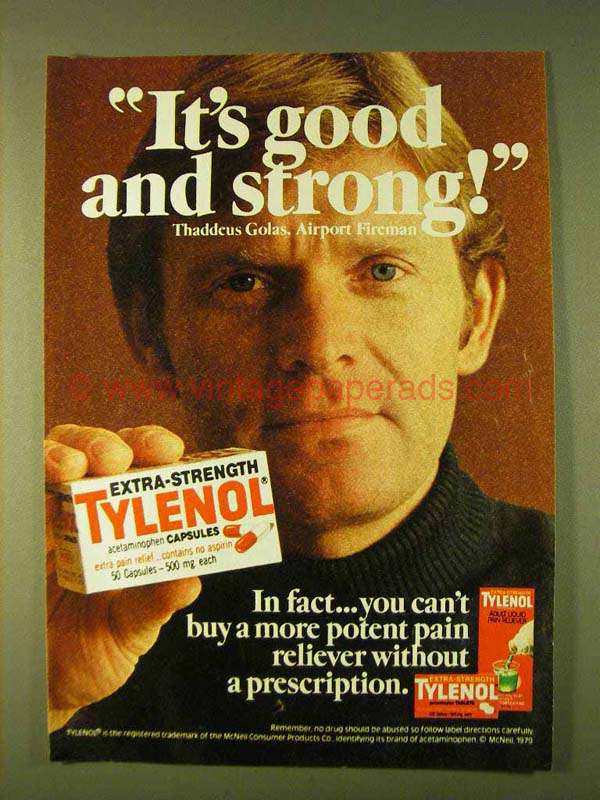 “It's good
and strong!”
Thaddeus Golas, Airport Fireman
© www.vintagepaperads.com
EXTRA-STRENGTH
TYLENOL®
acetaminophen CAPSULES
extra pain relief...contains no aspirin
50 Capsules – 500 mg each
In fact...you can't
buy a more potent pain
reliever without
a prescription.
EXTRA-STRENGTH
TYLENOL
ADULT LIQUID
PAIN RELIEVER
EXTRA-STRENGTH
TYLENOL
acetaminophen TABLETS
Remember, no drug should be abused so follow label directions carefully.
TYLENOL® is the registered trademark of the McNeil Consumer Products Co., identifying its brand of acetaminophen. © McNeil 1979